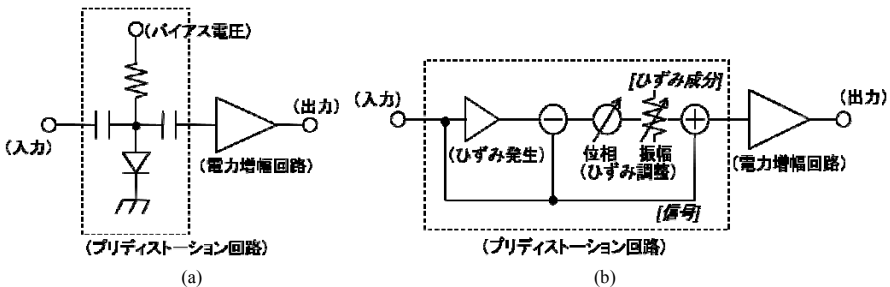 (バイアス電圧)
(入力)
(出力)
(電力増幅回路)
(プリディストーション回路)
(a)
[ひずみ成分]
(入力)
(出力)
(ひずみ発生)
位相 振幅
(ひずみ調整)
(電力増幅回路)
[信号]
(プリディストーション回路)
(b)